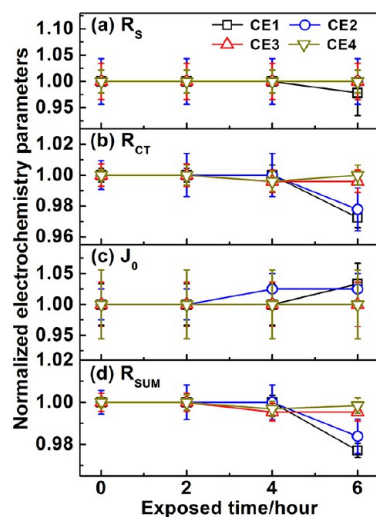 Normalized electrochemistry parameters
(a) R_S
CE1 CE2
CE3 CE4
1.10
1.05
1.00
0.95
(b) R_CT
1.02
1.00
0.98
0.96
(c) J_0
1.05
1.00
0.95
(d) R_SUM
1.02
1.00
0.98
0 2 4 6
Exposed time/hour